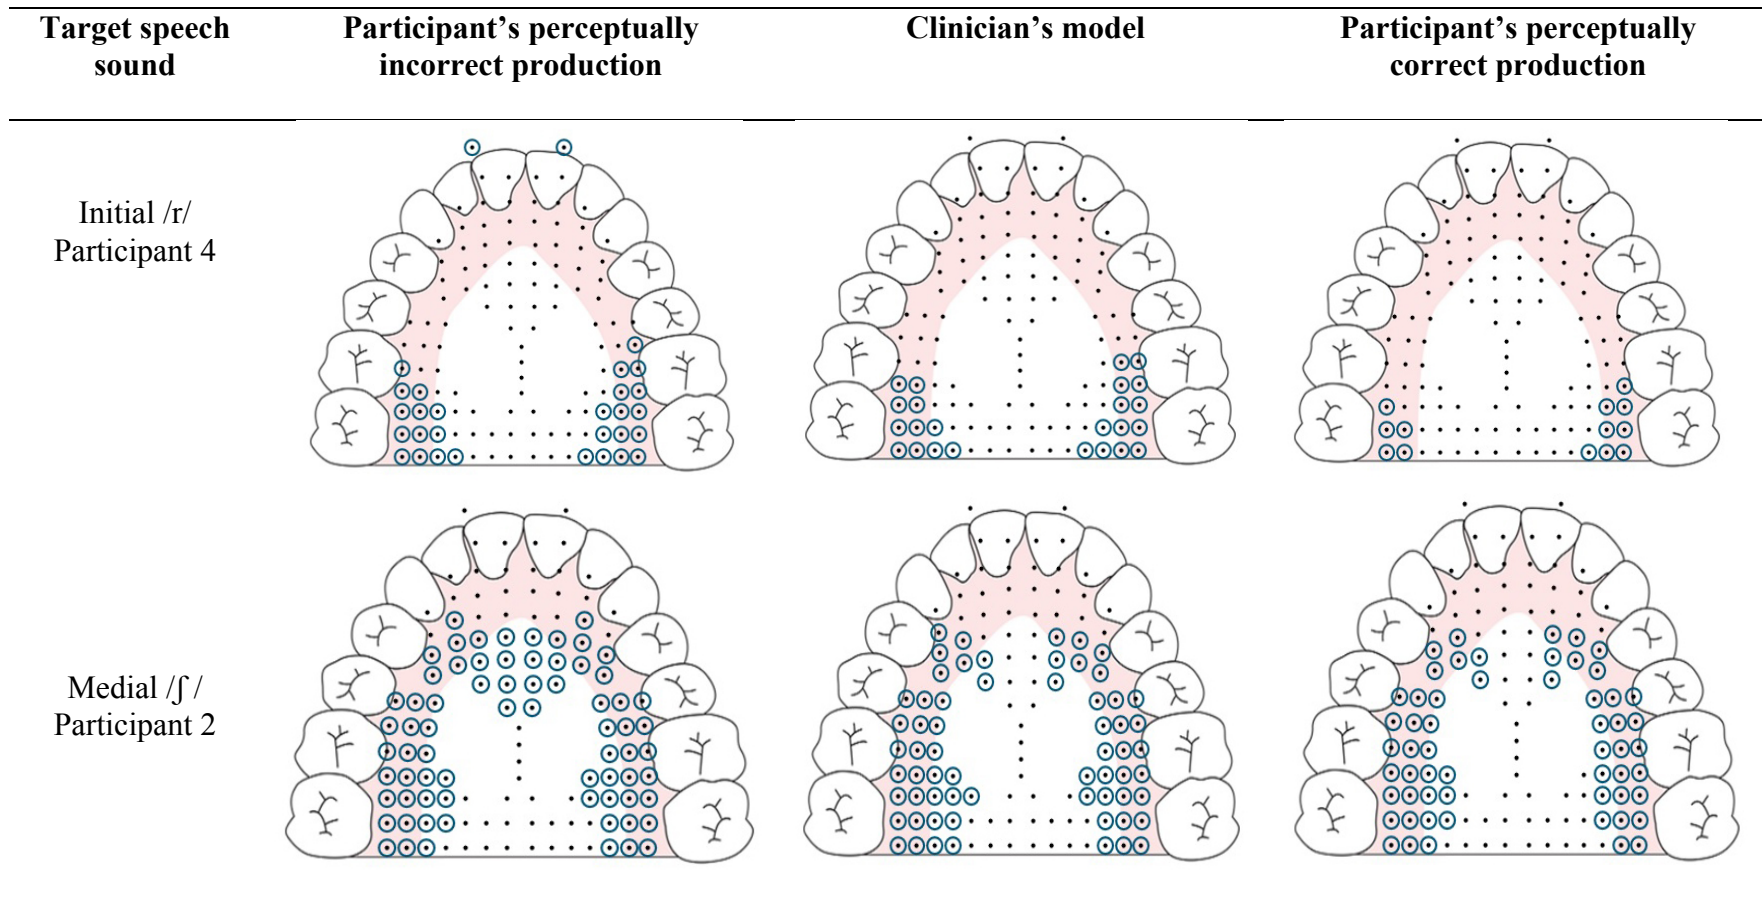 Target speech
sound
Participant’s perceptually
incorrect production
Clinician’s model
Participant’s perceptually
correct production
Initial /r/
Participant 4
Medial /ʃ /
Participant 2